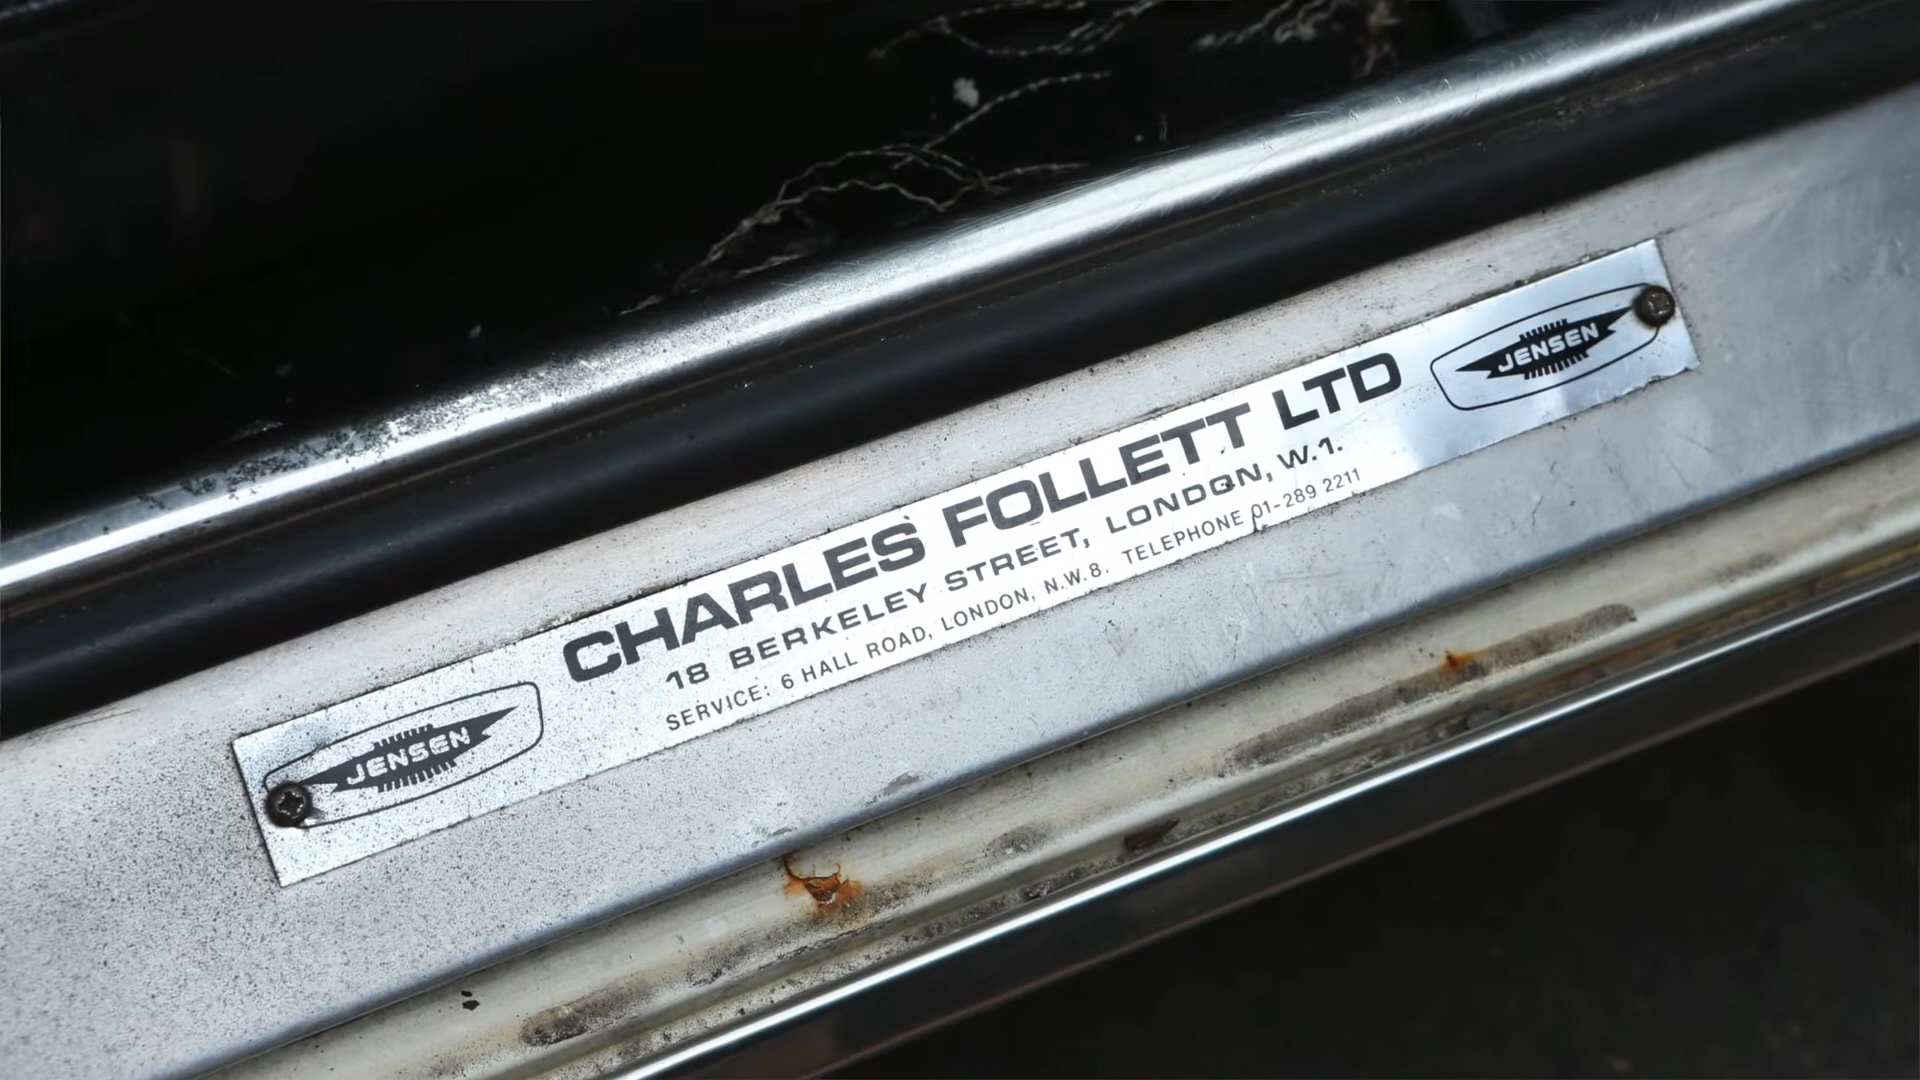 CHARLES FOLLETT LTD
18 BERKELEY STREET, LONDON, W.1.
SERVICE: 6 HALL ROAD, LONDON, N.W.8. TELEPHONE 01-289 2211
JENSEN
JENSEN